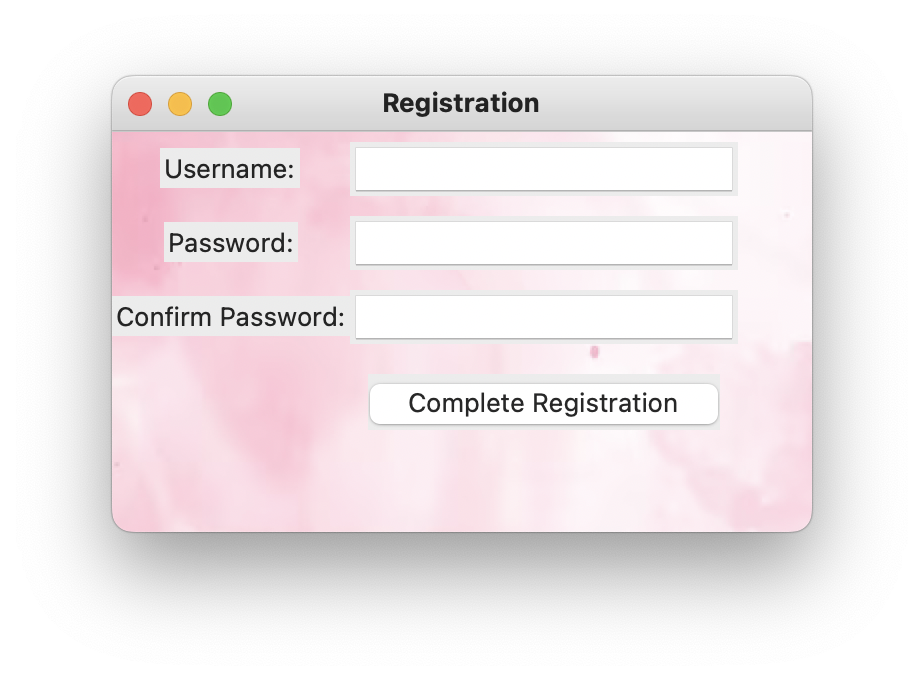 Registration
Username:
Password:
Confirm Password:
Complete Registration